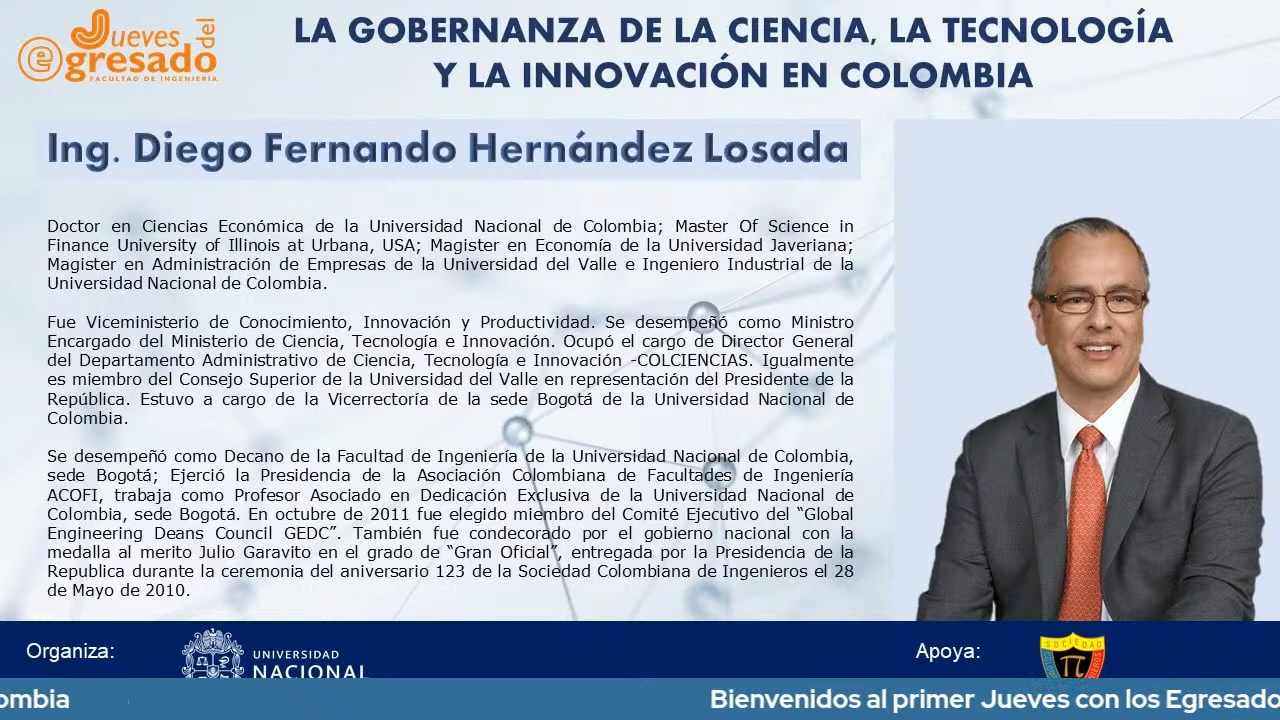 Jueves
del
egresado
FACULTAD DE INGENIERÍA
LA GOBERNANZA DE LA CIENCIA, LA TECNOLOGÍA
Y LA INNOVACIÓN EN COLOMBIA
Ing. Diego Fernando Hernández Losada
Doctor en Ciencias Económica de la Universidad Nacional de Colombia; Master Of Science in
Finance University of Illinois at Urbana, USA; Magister en Economía de la Universidad Javeriana;
Magister en Administración de Empresas de la Universidad del Valle e Ingeniero Industrial de la
Universidad Nacional de Colombia.
Fue Viceministerio de Conocimiento, Innovación y Productividad. Se desempeñó como Ministro
Encargado del Ministerio de Ciencia, Tecnología e Innovación. Ocupó el cargo de Director General
del Departamento Administrativo de Ciencia, Tecnología e Innovación -COLCIENCIAS. Igualmente
es miembro del Consejo Superior de la Universidad del Valle en representación del Presidente de la
República. Estuvo a cargo de la Vicerrectoría de la sede Bogotá de la Universidad Nacional de
Colombia.
Se desempeñó como Decano de la Facultad de Ingeniería de la Universidad Nacional de Colombia,
sede Bogotá; Ejerció la Presidencia de la Asociación Colombiana de Facultades de Ingeniería
ACOFI, trabaja como Profesor Asociado en Dedicación Exclusiva de la Universidad Nacional de
Colombia, sede Bogotá. En octubre de 2011 fue elegido miembro del Comité Ejecutivo del “Global
Engineering Deans Council GEDC”. También fue condecorado por el gobierno nacional con la
medalla al merito Julio Garavito en el grado de “Gran Oficial”, entregada por la Presidencia de la
Republica durante la ceremonia del aniversario 123 de la Sociedad Colombiana de Ingenieros el 28
de Mayo de 2010.
Organiza:
UNIVERSIDAD
NACIONAL
Apoya:
SOCIEDAD
π
ombia
Bienvenidos al primer Jueves con los Egresado